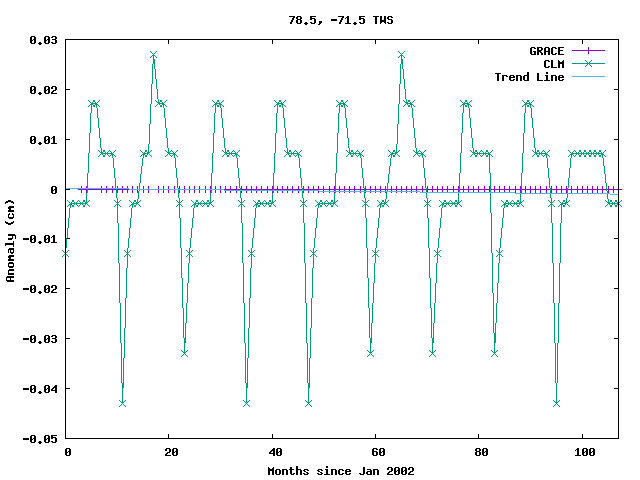 78.5, -71.5 TWS
GRACE
CLM
Trend Line
0.03
0.02
0.01
0
-0.01
-0.02
-0.03
-0.04
-0.05
Anomaly (cm)
0 20 40 60 80 100
Months since Jan 2002